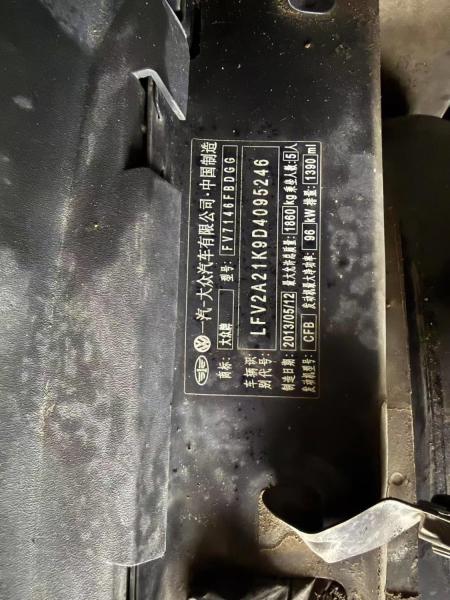 一汽-大众汽车有限公司·中国制造
商标: 大众牌 型号: FV7146FBDGG
车辆识别代号: LFV2A21K9D4095246
制造日期: 2013/05/12 最大允许总质量: 1860 kg 乘坐人数: 5 人
发动机型号: CFB 发动机最大净功率: 96 kW 排量: 1390 ml